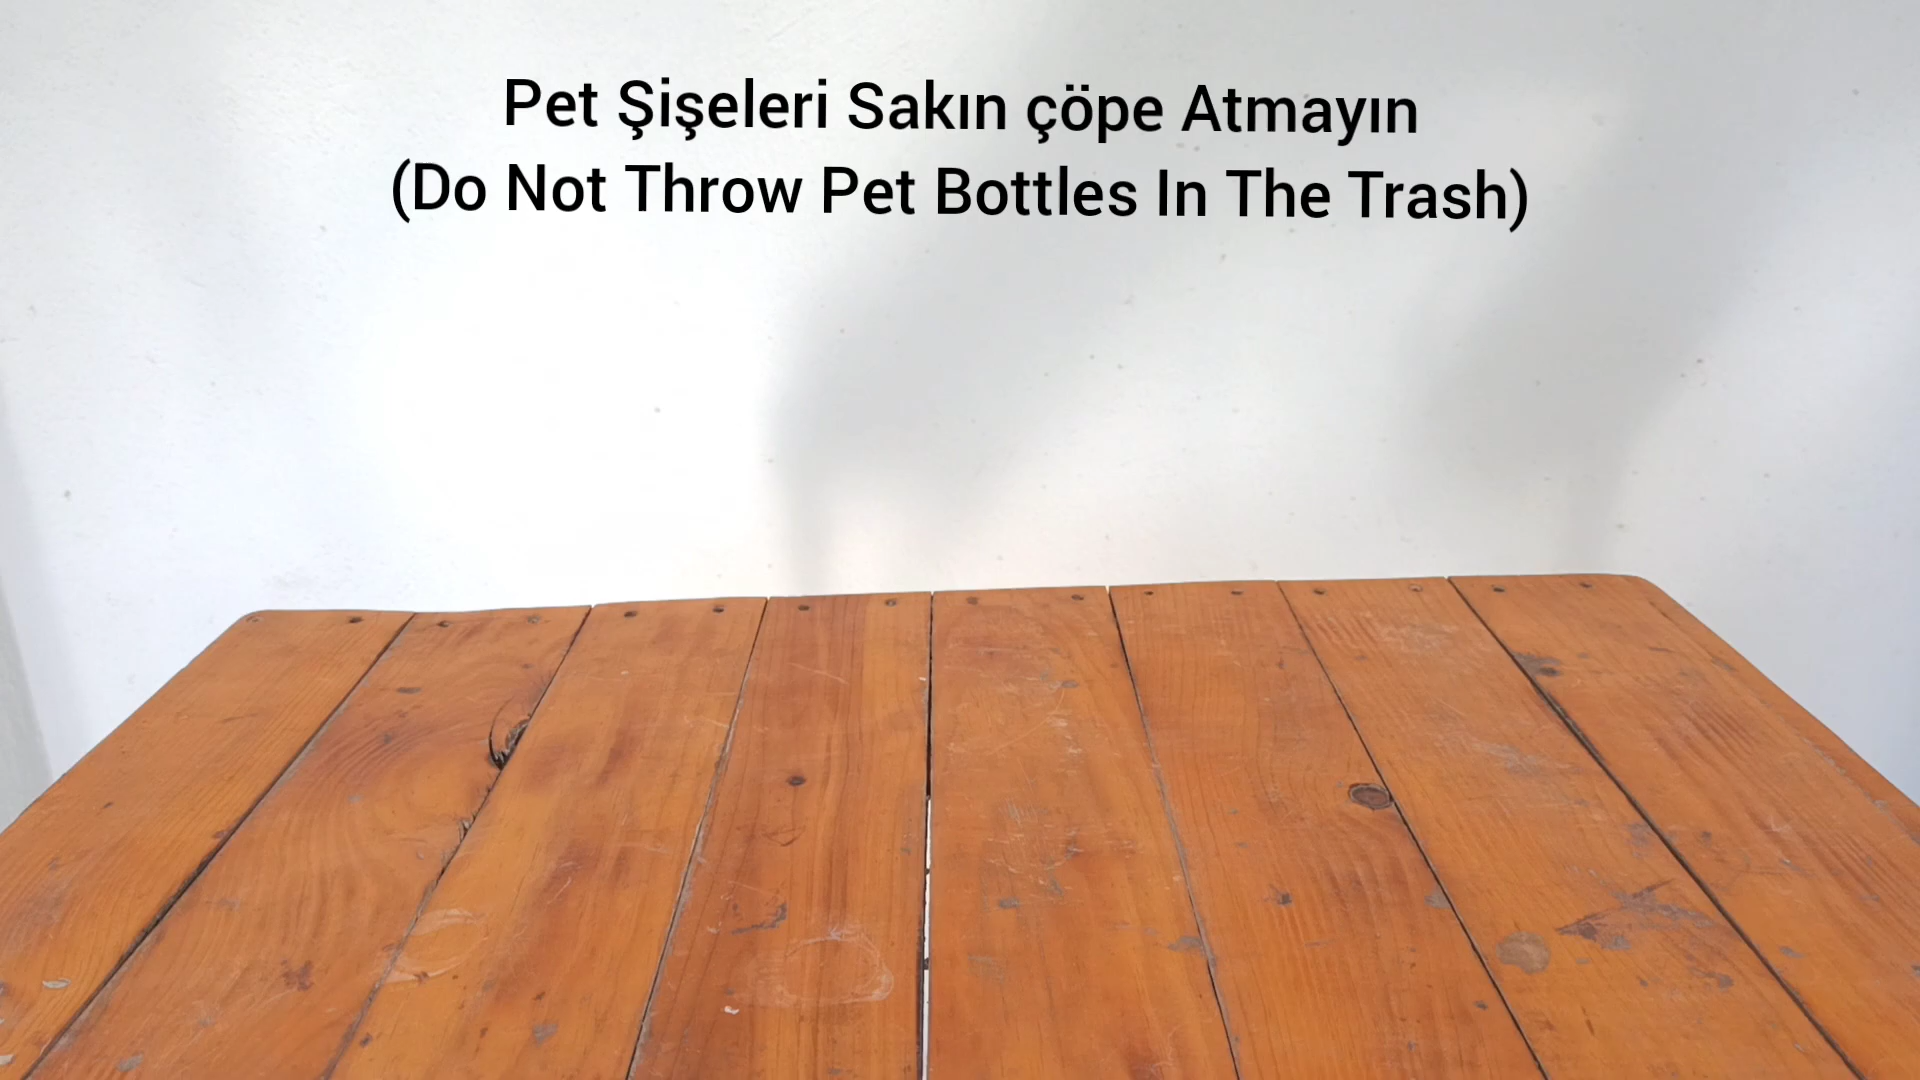 Pet Şişeleri Sakın çöpe Atmayın
(Do Not Throw Pet Bottles In The Trash)